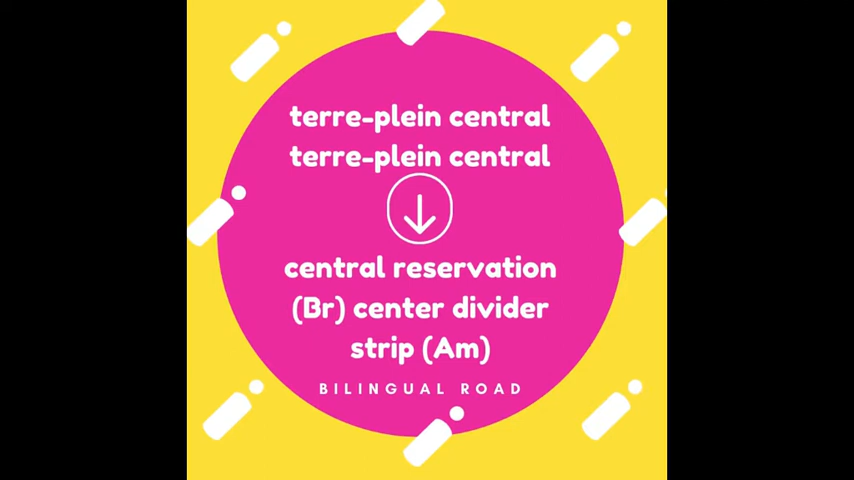 terre-plein central
terre-plein central
central reservation
(Br) center divider
strip (Am)
BILINGUAL ROAD